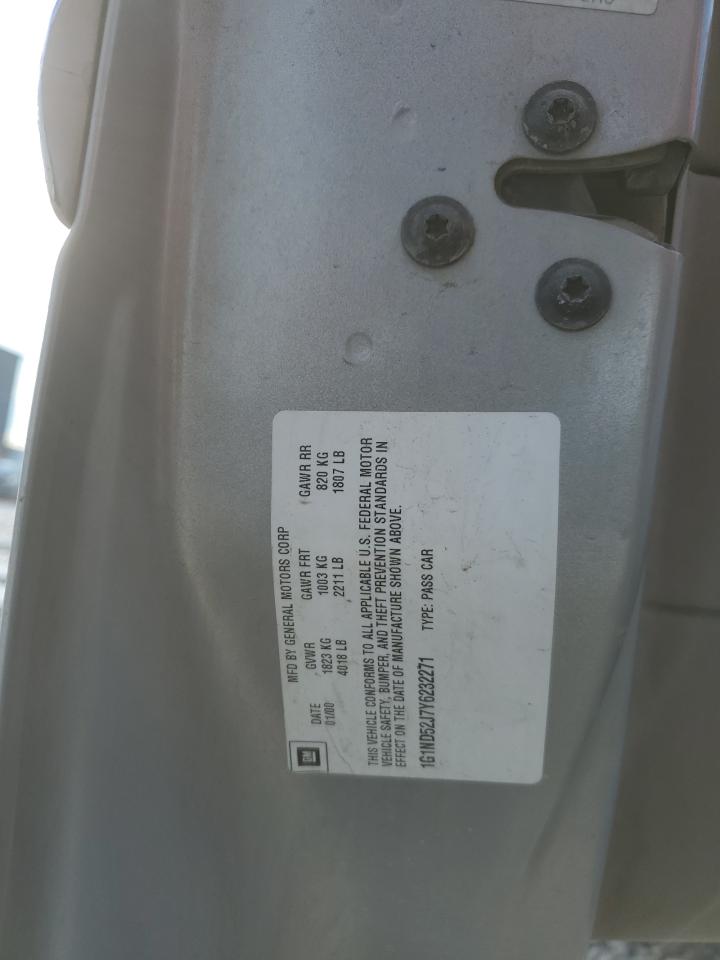 GM
MFD BY GENERAL MOTORS CORP
DATE GVWR GAWR FRT GAWR RR
01/00 1823 KG 1003 KG 820 KG
4018 LB 2211 LB 1807 LB
THIS VEHICLE CONFORMS TO ALL APPLICABLE U.S. FEDERAL MOTOR
VEHICLE SAFETY, BUMPER, AND THEFT PREVENTION STANDARDS IN
EFFECT ON THE DATE OF MANUFACTURE SHOWN ABOVE.
1G1ND52J7Y6232271 TYPE: PASS CAR